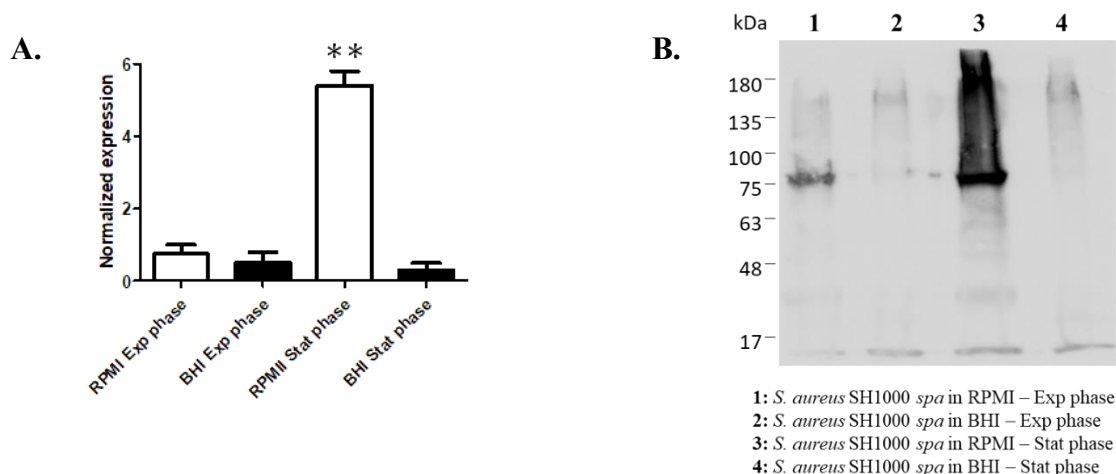 A.
**
6
4
2
0
Normalized expression
RPMI Exp phase
BHI Exp phase
RPMII Stat phase
BHI Stat phase
B.
kDa 1 2 3 4
180
135
100
75
63
48
17
1: S. aureus SH1000 spa in RPMI – Exp phase
2: S. aureus SH1000 spa in BHI – Exp phase
3: S. aureus SH1000 spa in RPMI – Stat phase
4: S. aureus SH1000 spa in BHI – Stat phase